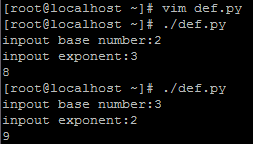 [root@localhost ~]# vim def.py
[root@localhost ~]# ./def.py
inpout base number:2
inpout exponent:3
8
[root@localhost ~]# ./def.py
inpout base number:3
inpout exponent:2
9